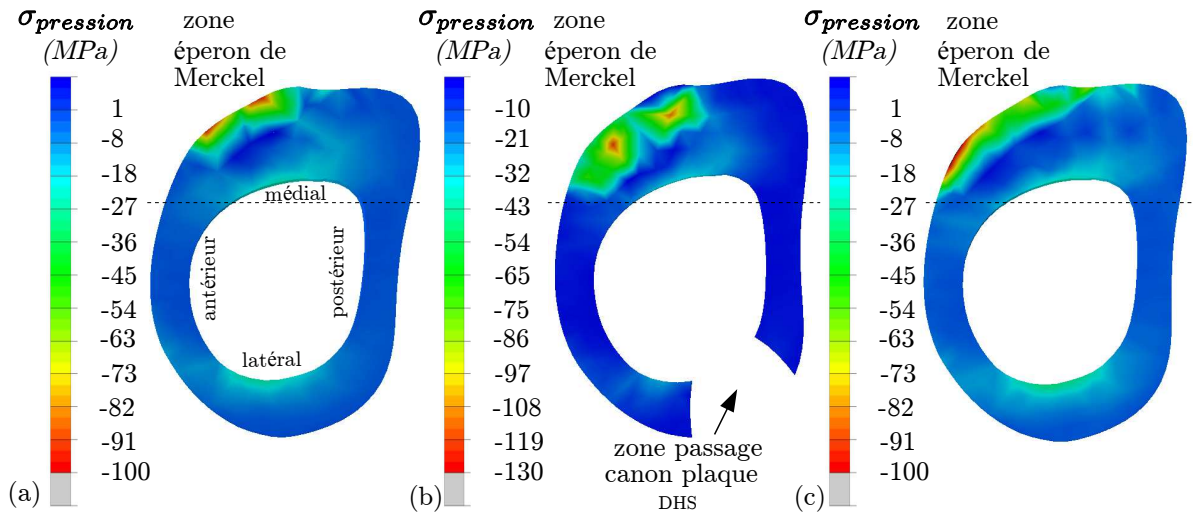 σpression
(MPa)
zone
éperon de
Merckel
1
-8
-18
-27
-36
-45
-54
-63
-73
-82
-91
-100
médial
antérieur
postérieur
latéral
(a)
σpression
(MPa)
zone
éperon de
Merckel
-10
-21
-32
-43
-54
-65
-75
-86
-97
-108
-119
-130
zone passage
canon plaque
DHS
(b)
σpression
(MPa)
zone
éperon de
Merckel
1
-8
-18
-27
-36
-45
-54
-63
-73
-82
-91
-100
(c)